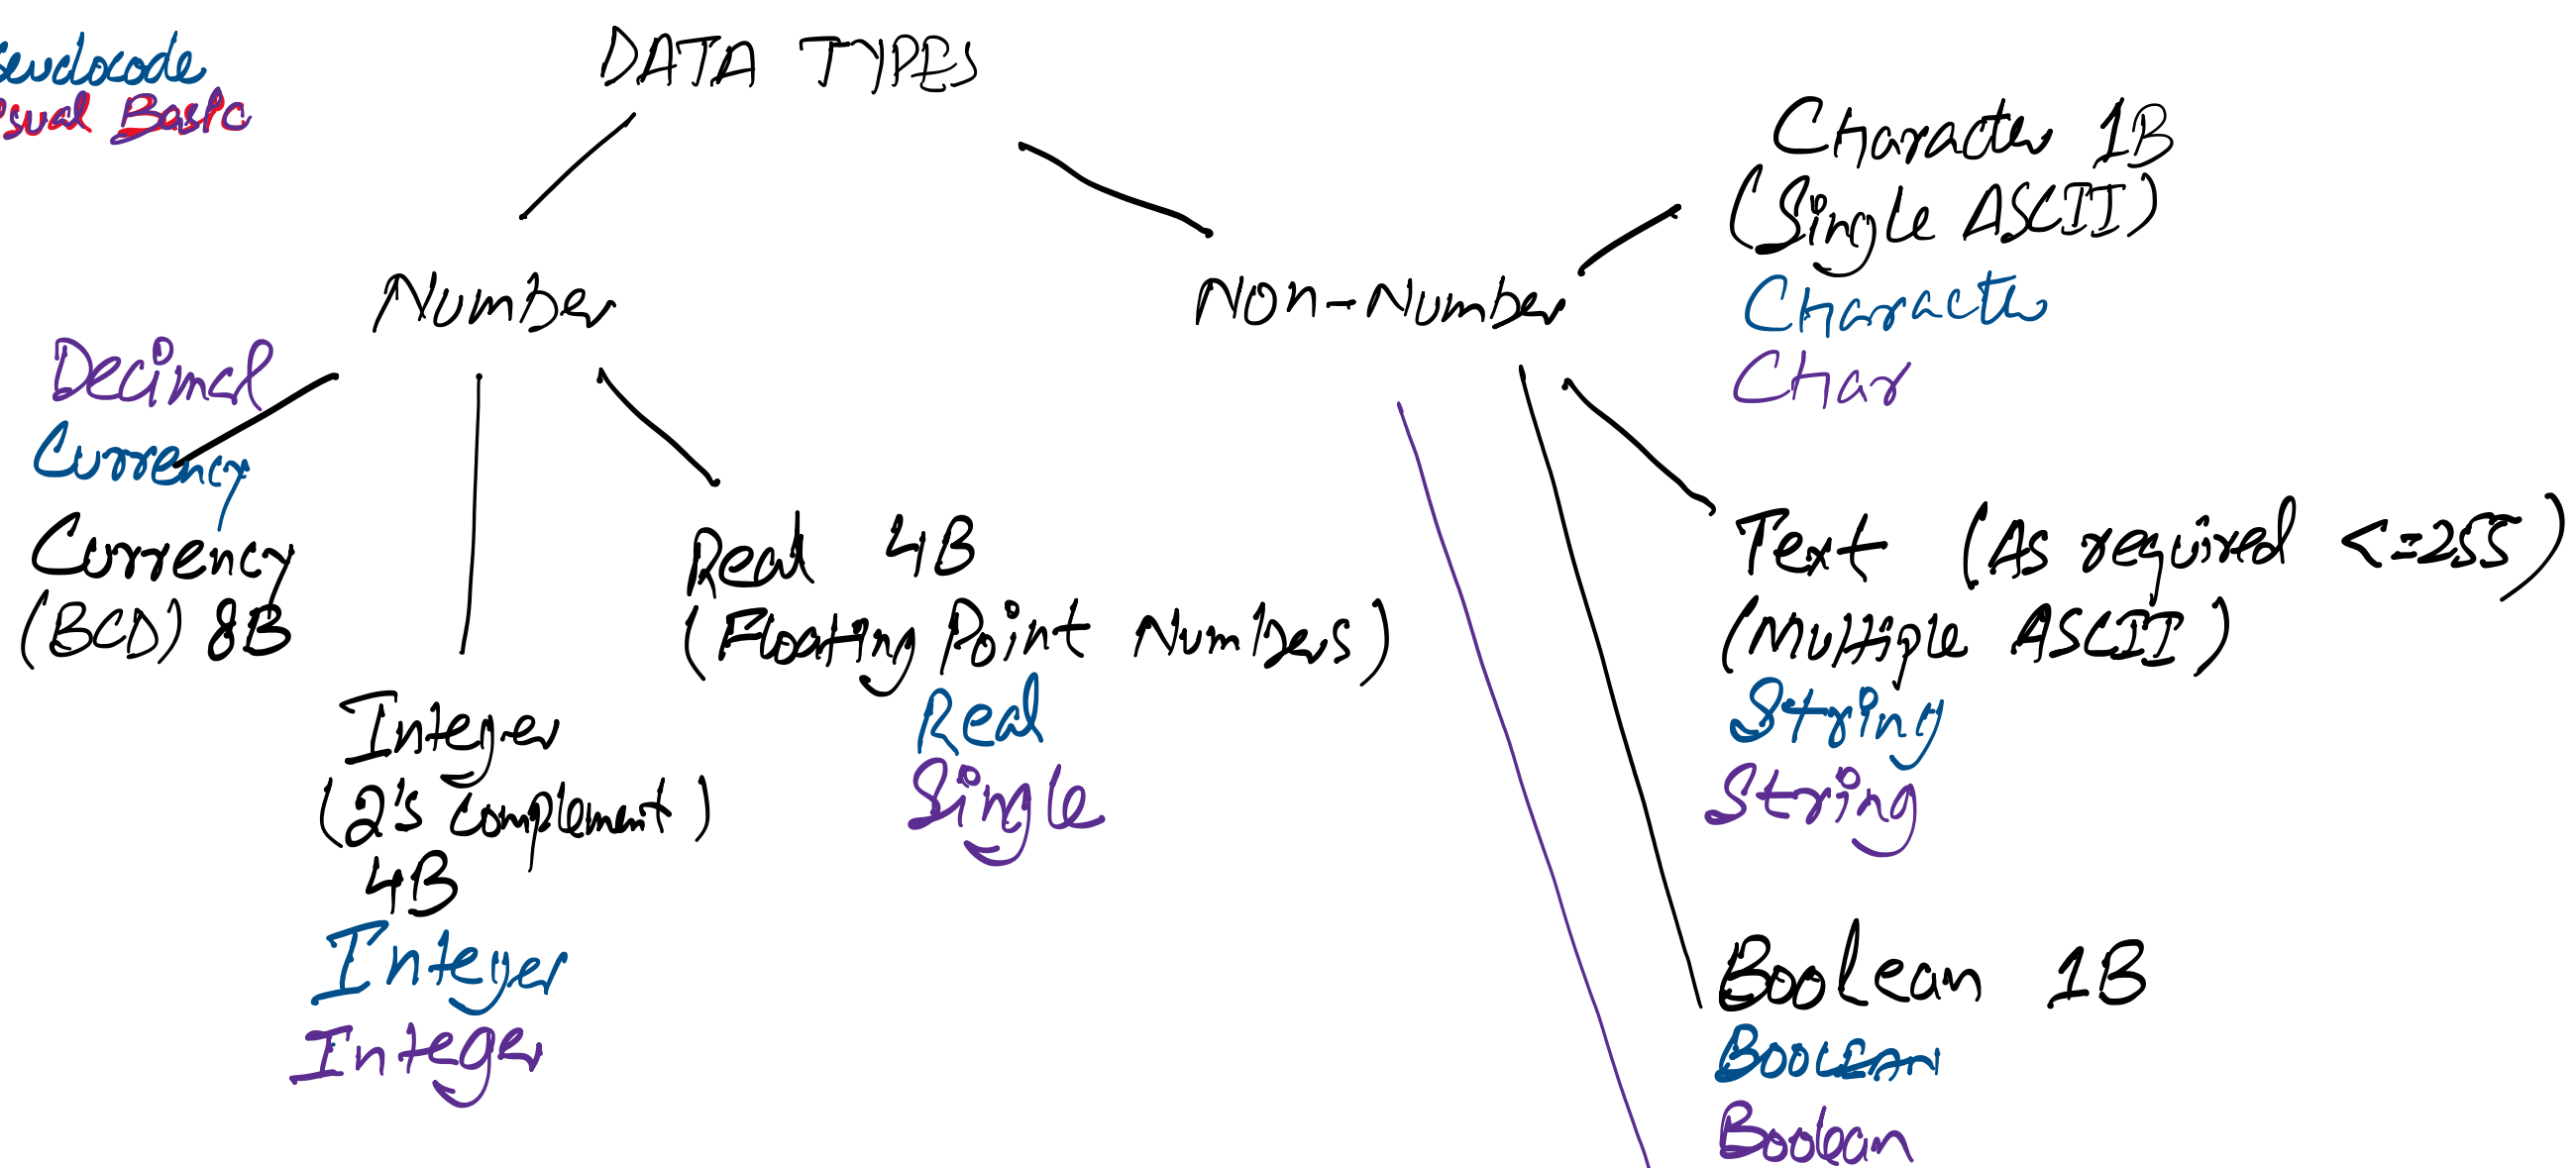 seudocode
sual Basic
DATA TYPES
Number
Non-Number
Decimal
Currency
Currency
(BCD) 8B
Integer
(2's complement)
4B
Integer
Integer
Real 4B
(Floating Point Numbers)
Real
Single
Character 1B
(Single ASCII)
Character
Char
Text (As required <=255)
(Multiple ASCII)
String
String
Boolean 1B
Boolean
Boolean